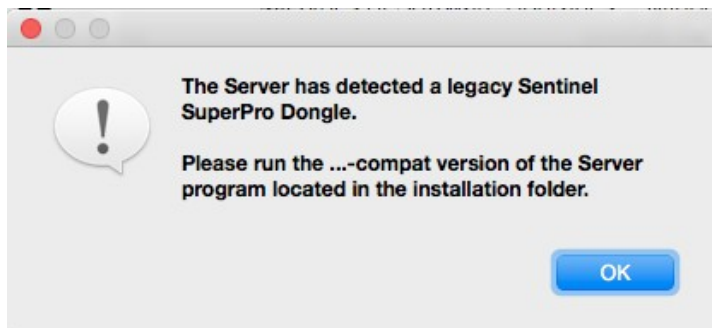 The Server has detected a legacy Sentinel
SuperPro Dongle.
Please run the ...-compat version of the Server
program located in the installation folder.
OK